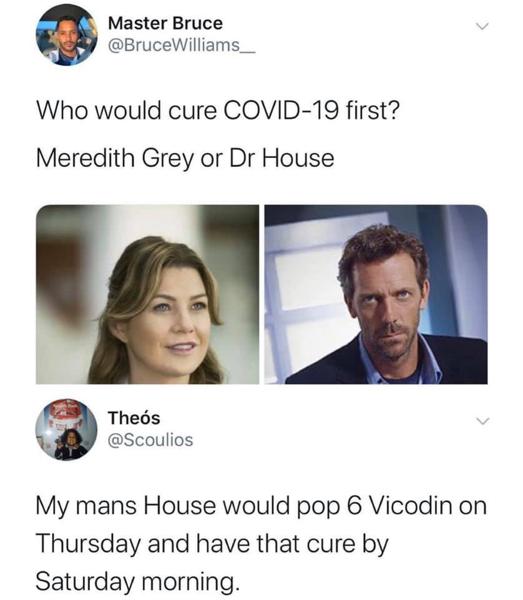 Master Bruce
@BruceWilliams__
Who would cure COVID-19 first?
Meredith Grey or Dr House
Theós
@Scoulios
My mans House would pop 6 Vicodin on
Thursday and have that cure by
Saturday morning.